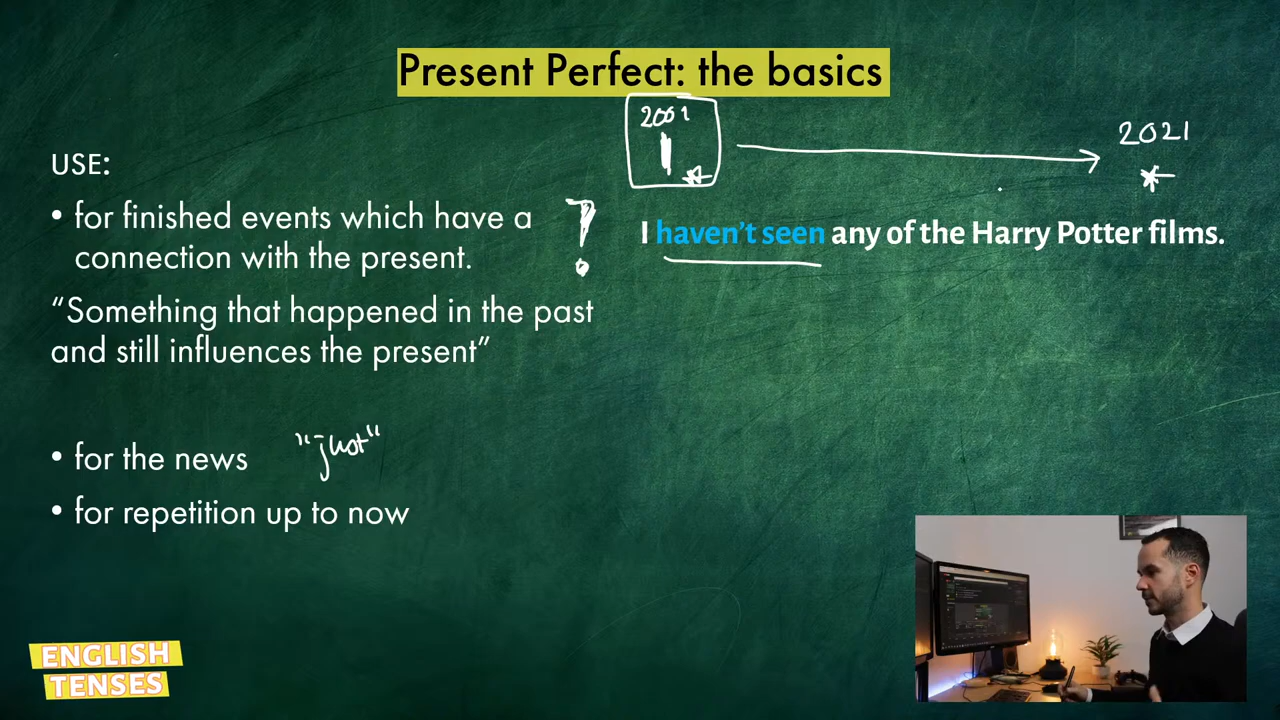 Present Perfect: the basics
2001
2021
USE:
• for finished events which have a
connection with the present.
?
I haven't seen any of the Harry Potter films.
"Something that happened in the past
and still influences the present"
• for the news "just"
• for repetition up to now
ENGLISH
TENSES